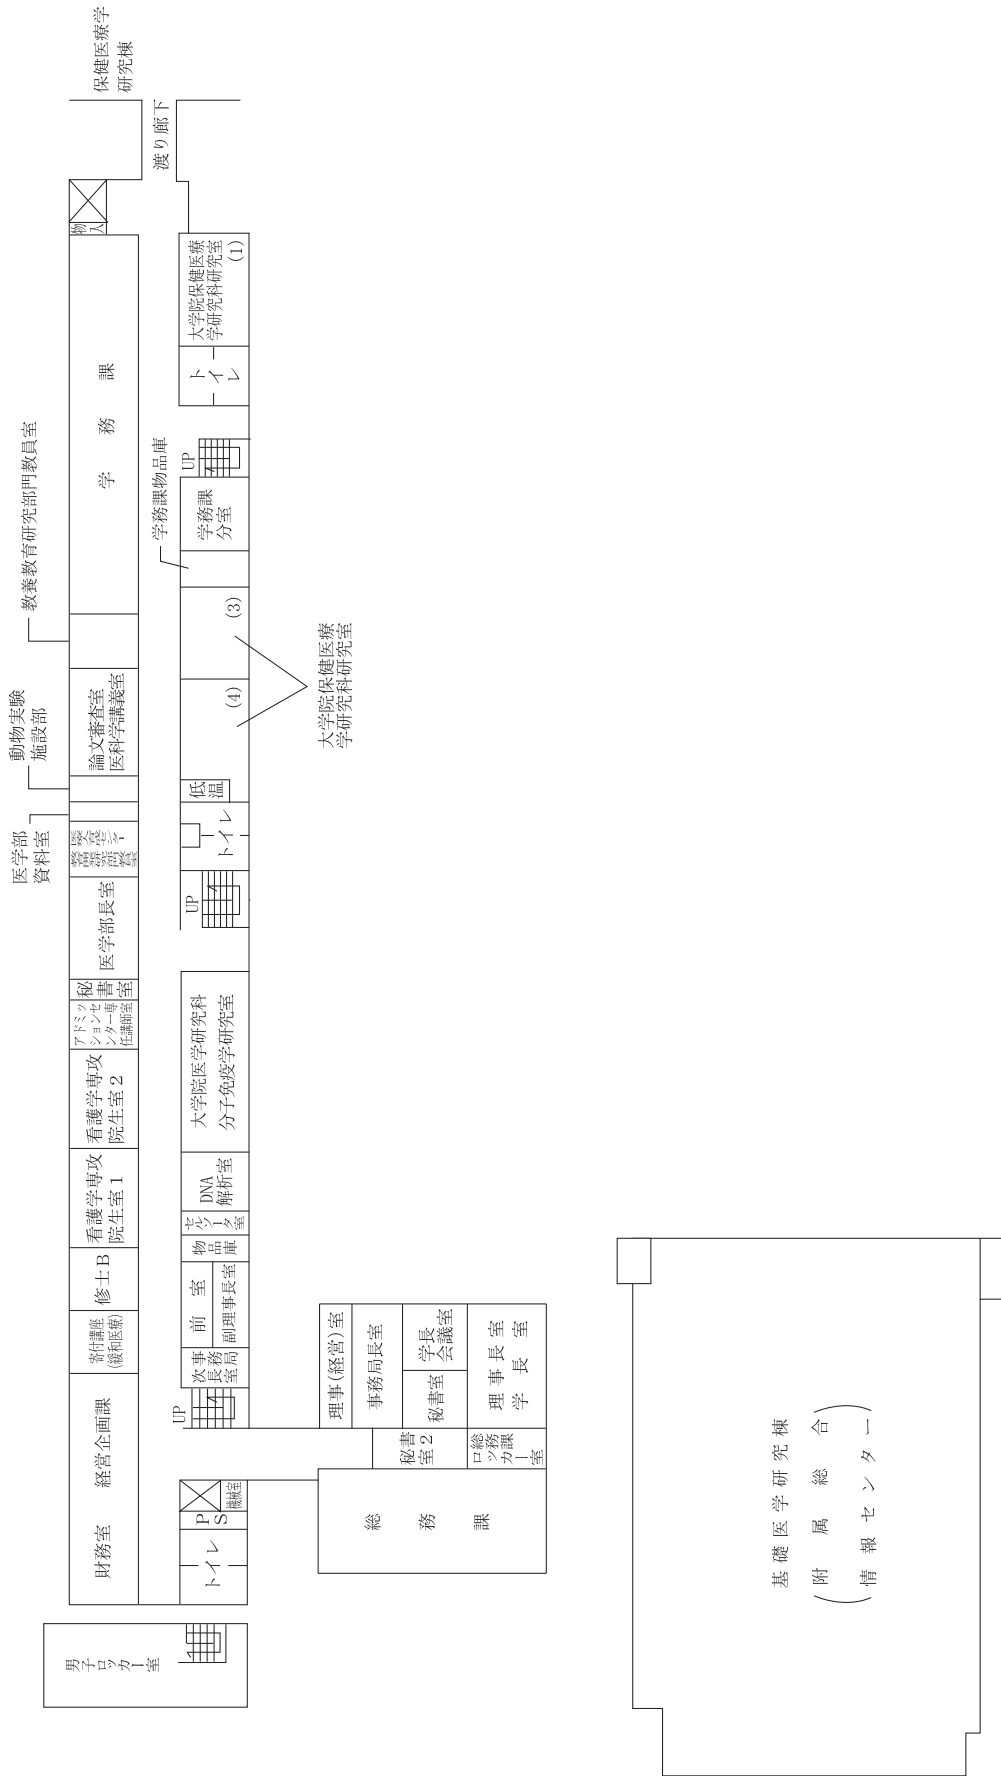 保健医療学
研究棟
渡り廊下
物入
学務課
大学院保健医療
学研究科研究室
(1)
トイレ
UP
学務課
分室
学務課物品庫
教養教育研究部門教員室
(3)
(4)
大学院保健医療
学研究科研究室
論文審査室
医科学講義室
動物実験
施設部
低温
トイレ
医学部
資料室
UP
医学部長室
秘書室
アドミッ
ションセ
ンター専
任講師室
大学院医学研究科
分子免疫学研究室
看護学専攻
院生室2
看護学専攻
院生室1
DNA
解析室
セルソーター室
物品庫
修士B
前室
副理事長室
寄付講座
(緩和医療)
事務局
次長室
UP
経営企画課
財務室
機械室
PS
トイレ
男子ロッカー室
理事(経営)室
事務局長室
学長
会議室
秘書室
理事長室
学長室
秘書
室2
総務課
ロッカー室
総務課
基礎医学研究棟
(附属総合
情報センター)